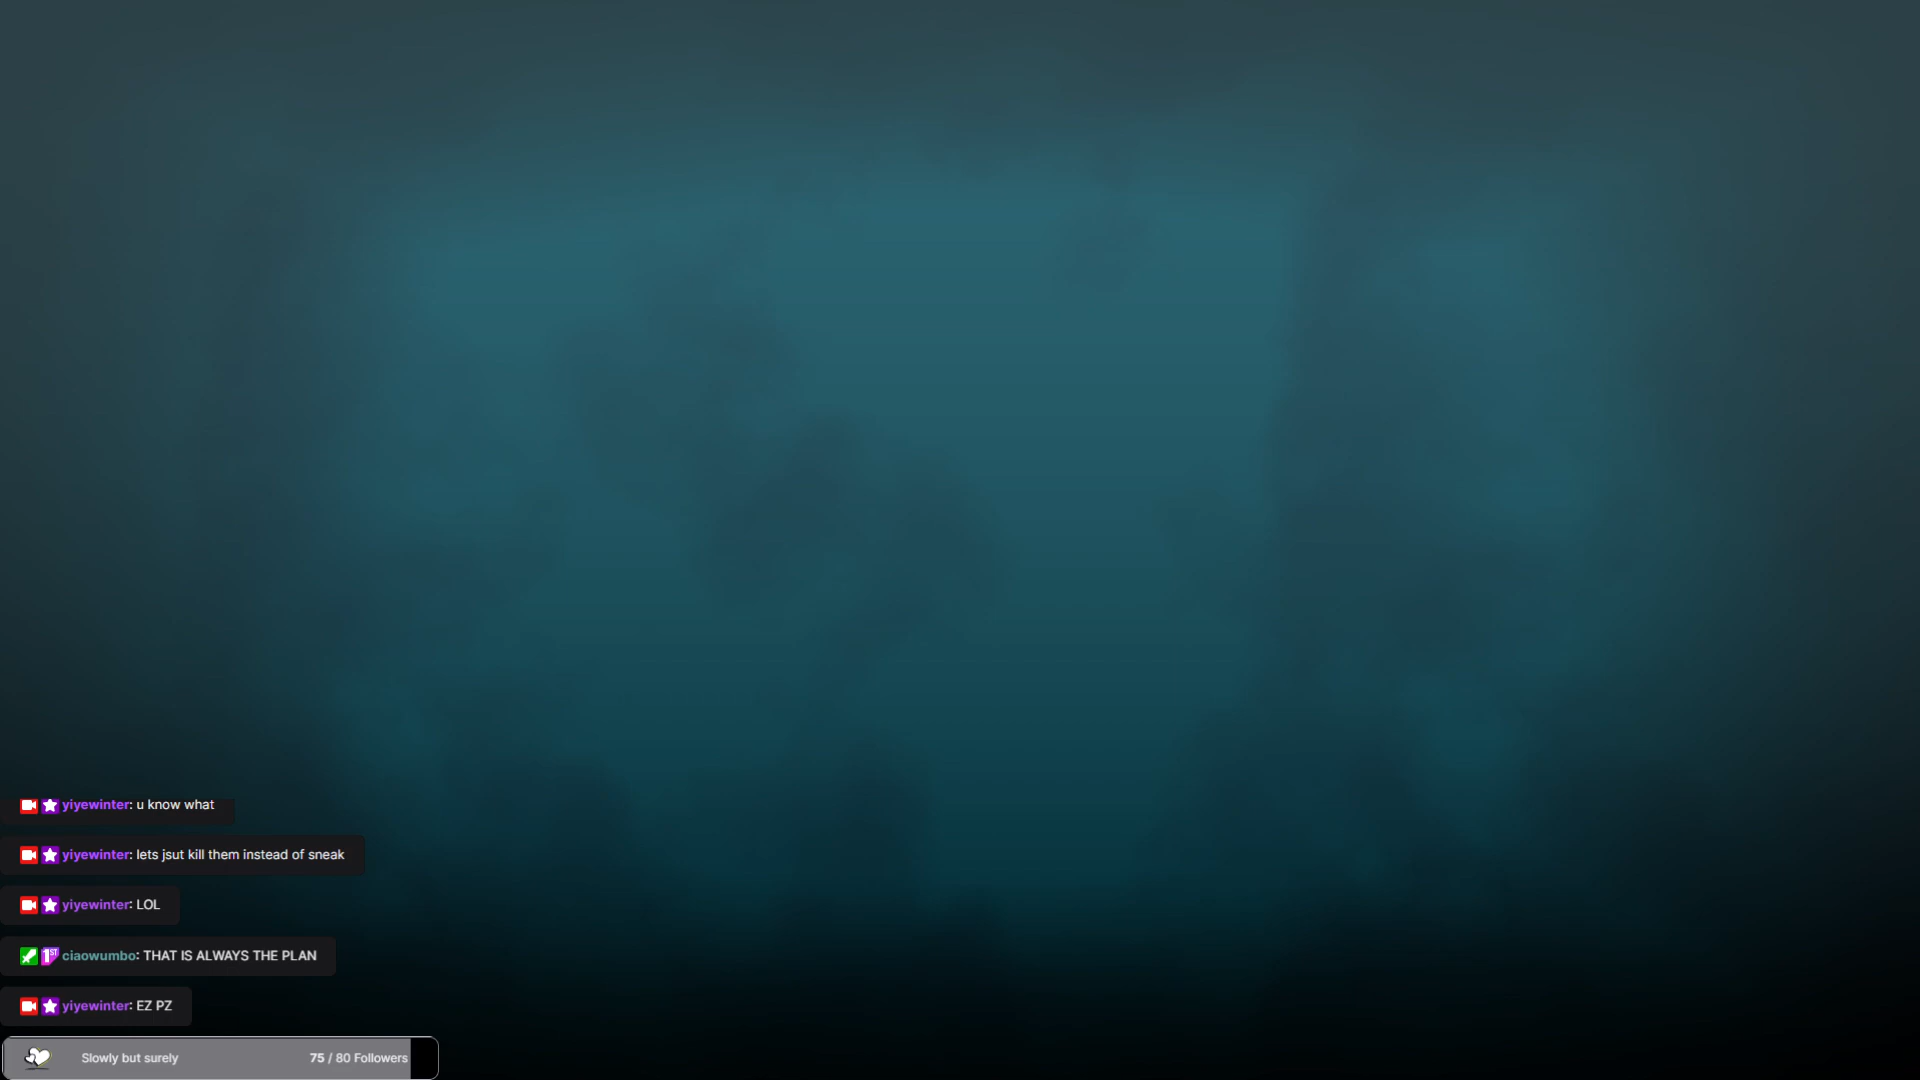 yiyewinter: u know what
yiyewinter: lets jsut kill them instead of sneak
yiyewinter: LOL
1ST ciaowumbo: THAT IS ALWAYS THE PLAN
yiyewinter: EZ PZ
Slowly but surely 75 / 80 Followers